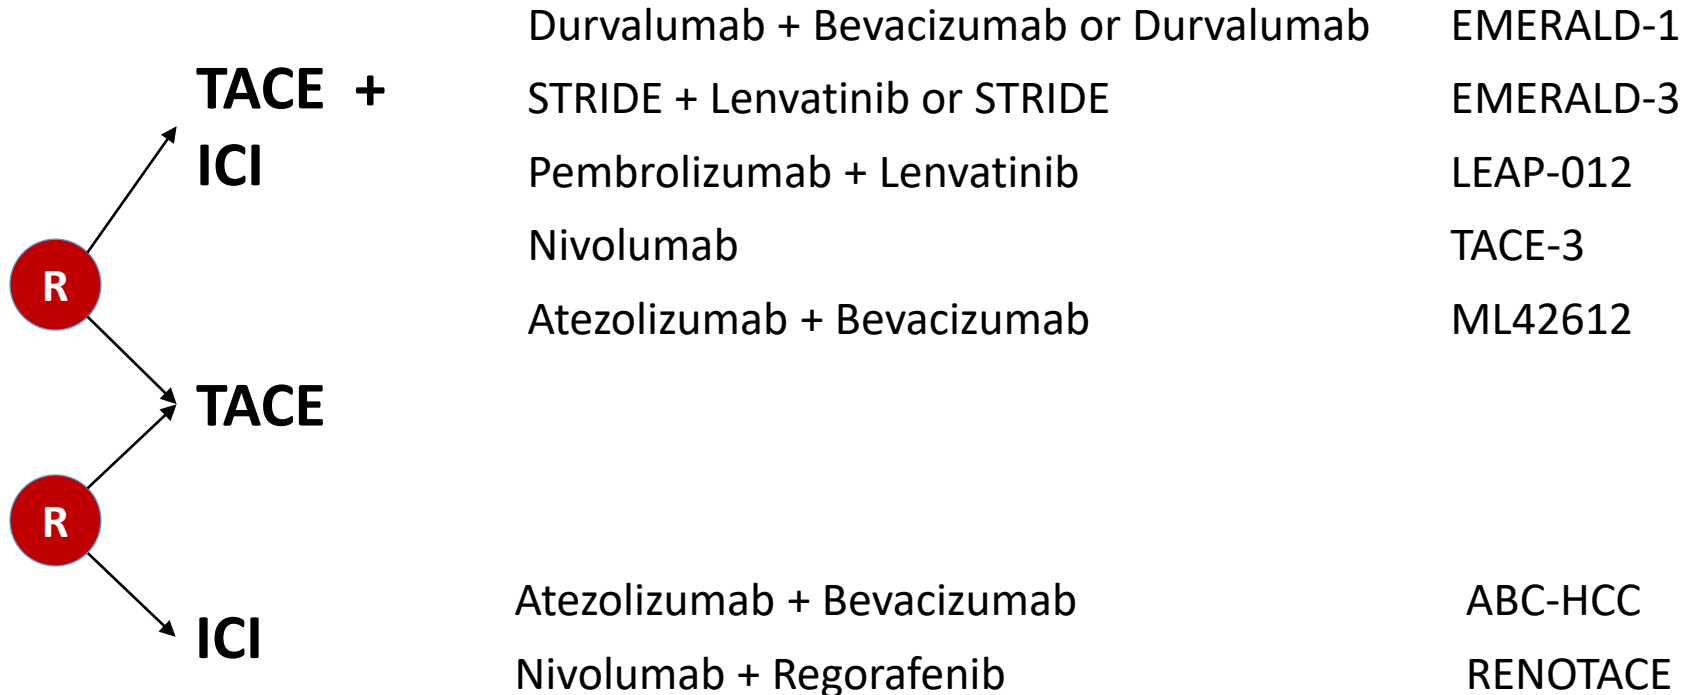 Durvalumab + Bevacizumab or Durvalumab EMERALD-1
TACE +
ICI
STRIDE + Lenvatinib or STRIDE EMERALD-3
Pembrolizumab + Lenvatinib LEAP-012
Nivolumab TACE-3
R
Atezolizumab + Bevacizumab ML42612
TACE
R
Atezolizumab + Bevacizumab ABC-HCC
ICI
Nivolumab + Regorafenib RENOTACE